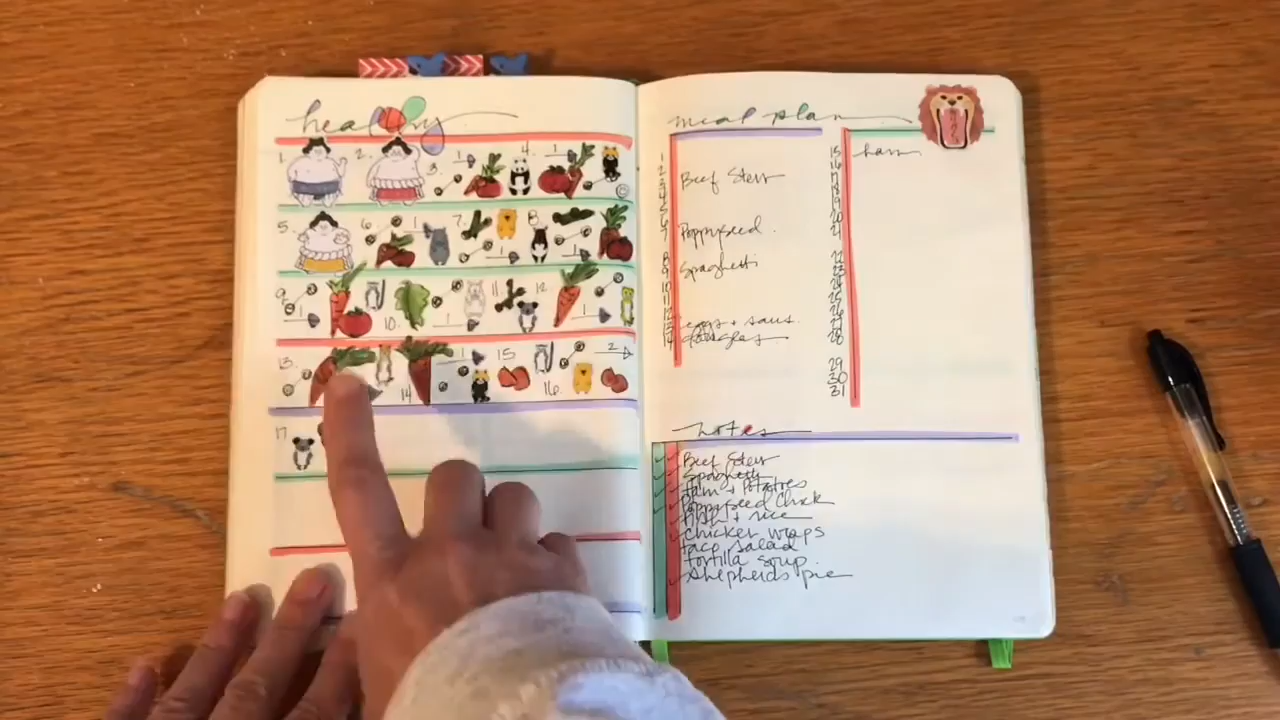 healthy
1. 2. 3. 4.
5. 6. 7. 8.
9. 10. 11. 12.
13. 14 15 16.
17.
meal plan
1
2
3
4
5
6
7
8
9
10
11
Beef Stew
Poppyseed.
Spaghetti
eggs + saus.
15 ham
16
17
18
19
20
21
22
23
24
25
26
27
28
29
30
31
notes
Beef Stew
Spaghetti
Ham + Potatoes
Poppyseed Chick
rice
chicken wraps
taco salad
tortilla soup.
shepherds pie